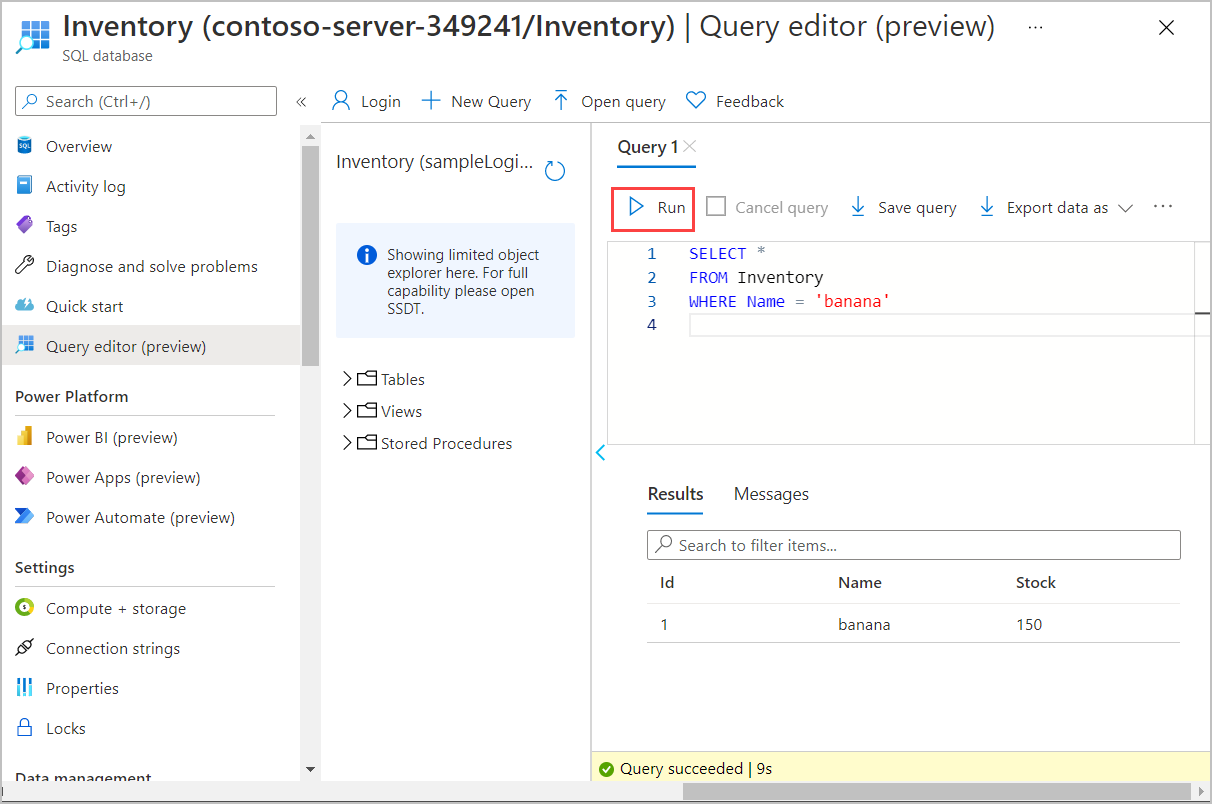 Inventory (contoso-server-349241/Inventory) | Query editor (preview) ...
SQL database
Search (Ctrl+/)
«
Login
New Query
Open query
Feedback
SQL
Overview
Activity log
Tags
Diagnose and solve problems
Quick start
Query editor (preview)
Power Platform
Power BI (preview)
Power Apps (preview)
Power Automate (preview)
Settings
Compute + storage
Connection strings
Properties
Locks
Data management
Inventory (sampleLogi...
Showing limited object
explorer here. For full
capability please open
SSDT.
Tables
Views
Stored Procedures
Query 1
Run
Cancel query
Save query
Export data as
...
1 SELECT *
2 FROM Inventory
3 WHERE Name = 'banana'
4
Results Messages
Search to filter items...
Id Name Stock
1 banana 150
Query succeeded | 9s